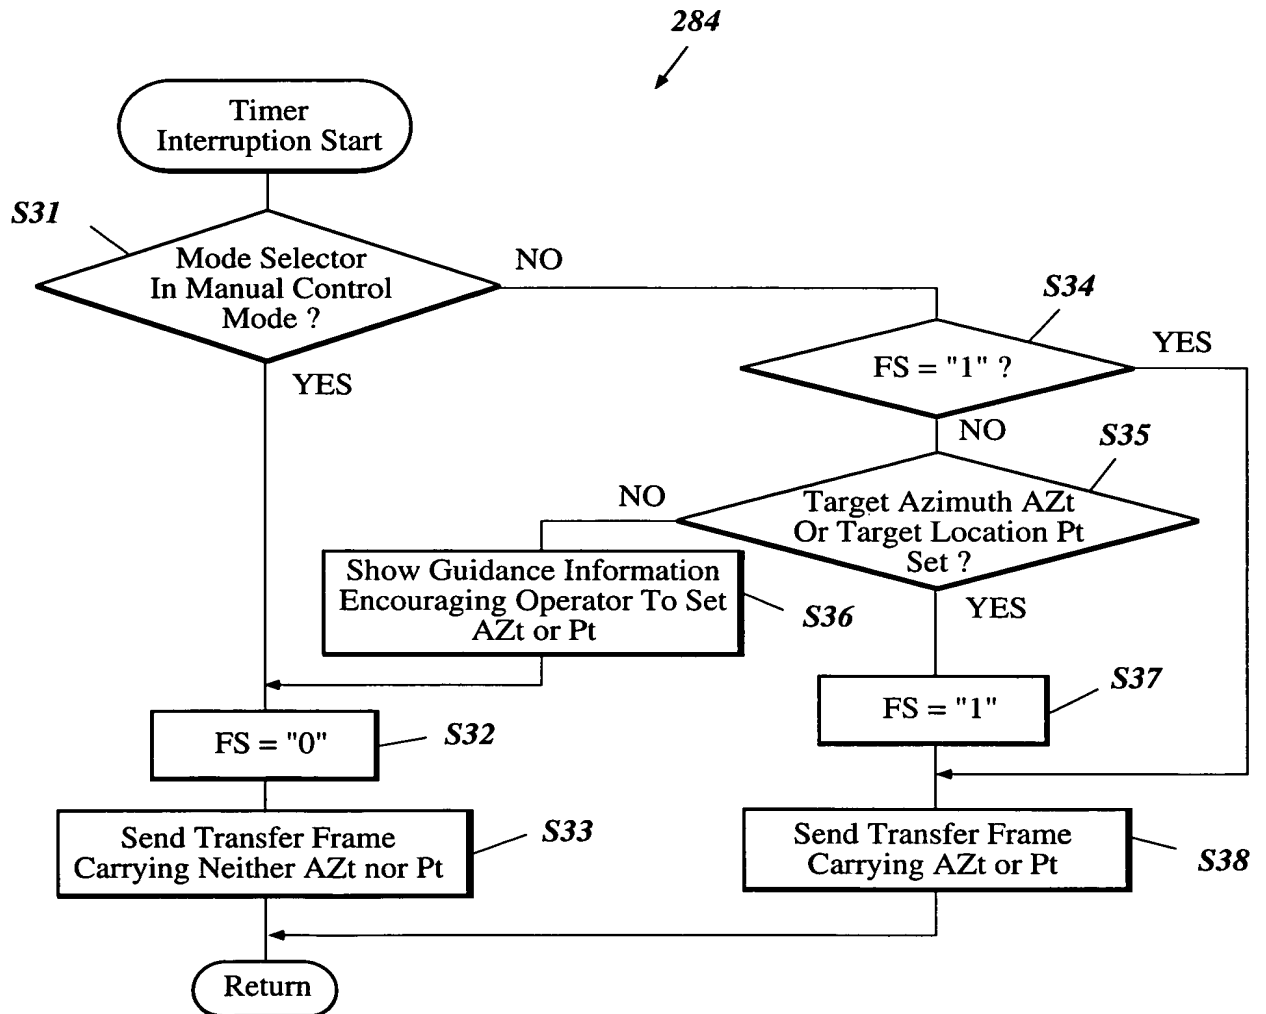 284
Timer
Interruption Start
S31
Mode Selector
In Manual Control
Mode ?
NO
YES
S34
FS = "1" ?
YES
NO
S35
Target Azimuth AZt
Or Target Location Pt
Set ?
NO
YES
Show Guidance Information
Encouraging Operator To Set
AZt or Pt
S36
FS = "1"
S37
FS = "0"
S32
Send Transfer Frame
Carrying Neither AZt nor Pt
S33
Send Transfer Frame
Carrying AZt or Pt
S38
Return